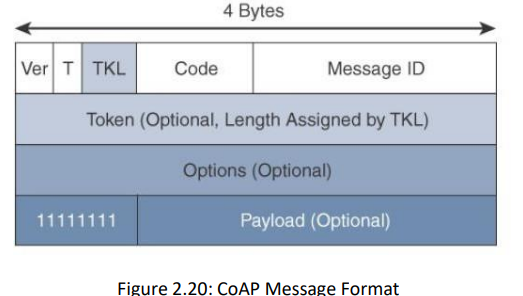 4 Bytes
Ver T TKL Code Message ID
Token (Optional, Length Assigned by TKL)
Options (Optional)
11111111 Payload (Optional)
Figure 2.20: CoAP Message Format